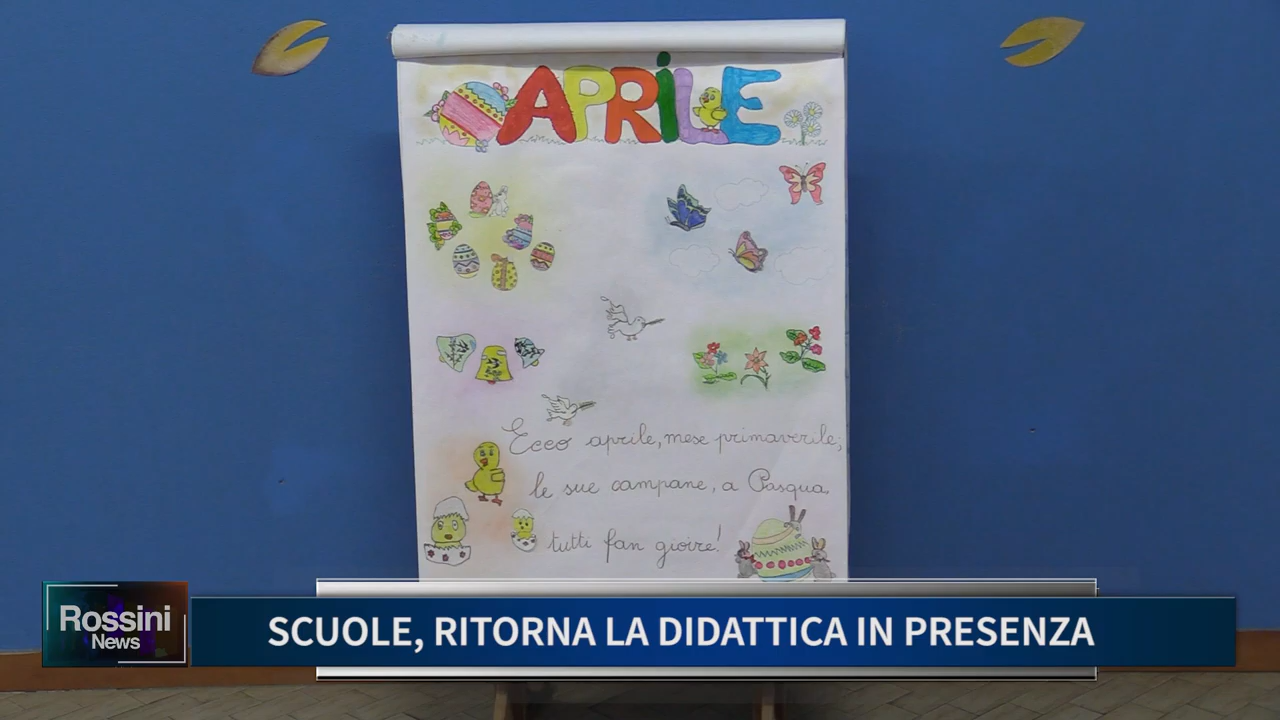 APRILE
Ecco aprile, mese primaverile;
le sue campane, a Pasqua
tutti fan gioire!
Rossini
News
SCUOLE, RITORNA LA DIDATTICA IN PRESENZA